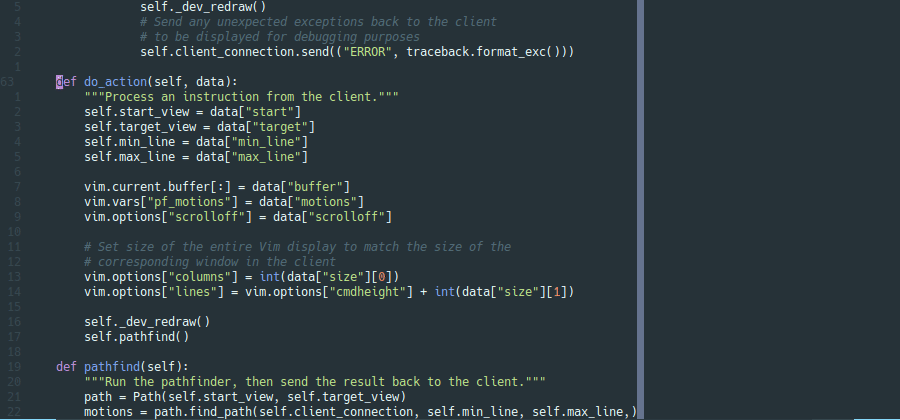 5                 self._dev_redraw()
4                 # Send any unexpected exceptions back to the client
3                 # to be displayed for debugging purposes
2                 self.client_connection.send(("ERROR", traceback.format_exc()))
1
63     def do_action(self, data):
1         """Process an instruction from the client."""
2         self.start_view = data["start"]
3         self.target_view = data["target"]
4         self.min_line = data["min_line"]
5         self.max_line = data["max_line"]
6
7         vim.current.buffer[:] = data["buffer"]
8         vim.vars["pf_motions"] = data["motions"]
9         vim.options["scrolloff"] = data["scrolloff"]
10
11         # Set size of the entire Vim display to match the size of the
12         # corresponding window in the client
13         vim.options["columns"] = int(data["size"][0])
14         vim.options["lines"] = vim.options["cmdheight"] + int(data["size"][1])
15
16         self._dev_redraw()
17         self.pathfind()
18
19     def pathfind(self):
20         """Run the pathfinder, then send the result back to the client."""
21         path = Path(self.start_view, self.target_view)
22         motions = path.find_path(self.client_connection, self.min_line, self.max_line,)